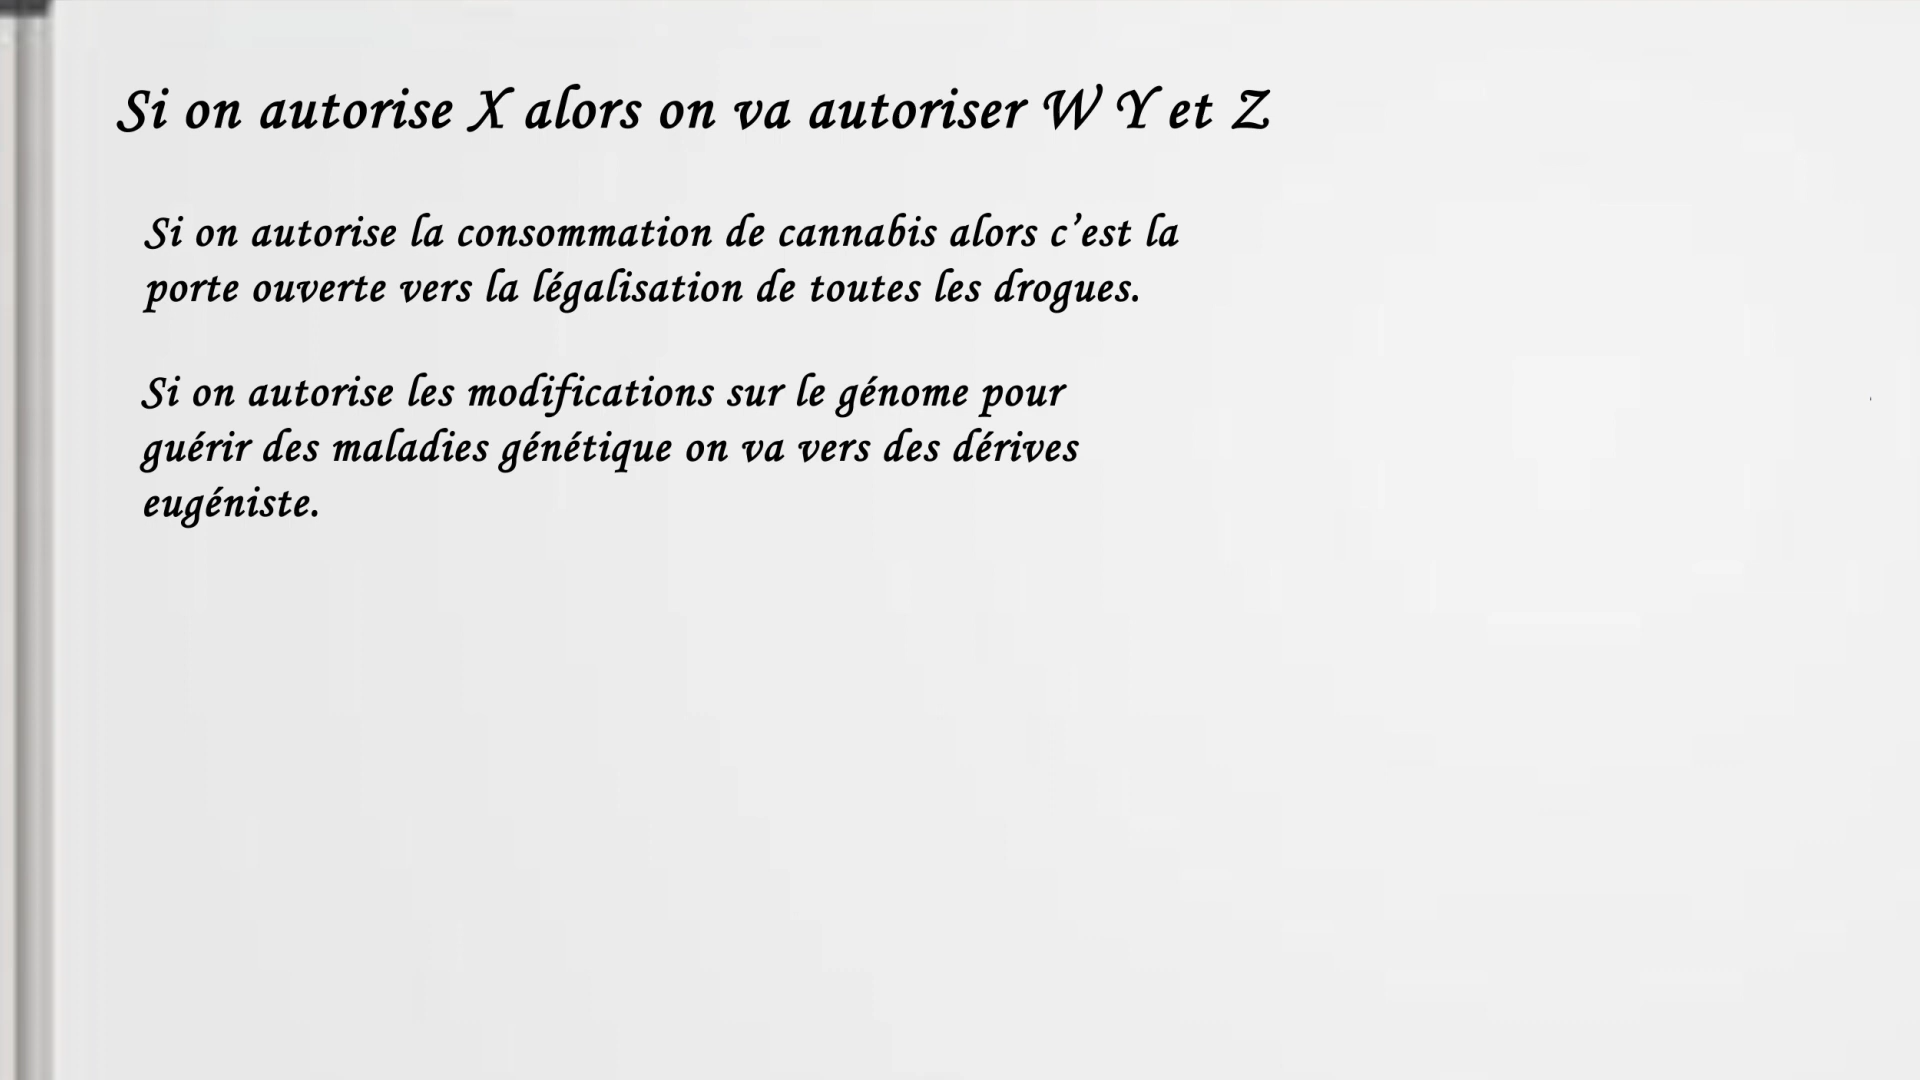 Si on autorise X alors on va autoriser W Y et Z
Si on autorise la consommation de cannabis alors c’est la
porte ouverte vers la légalisation de toutes les drogues.
Si on autorise les modifications sur le génome pour
guérir des maladies génétique on va vers des dérives
eugéniste.